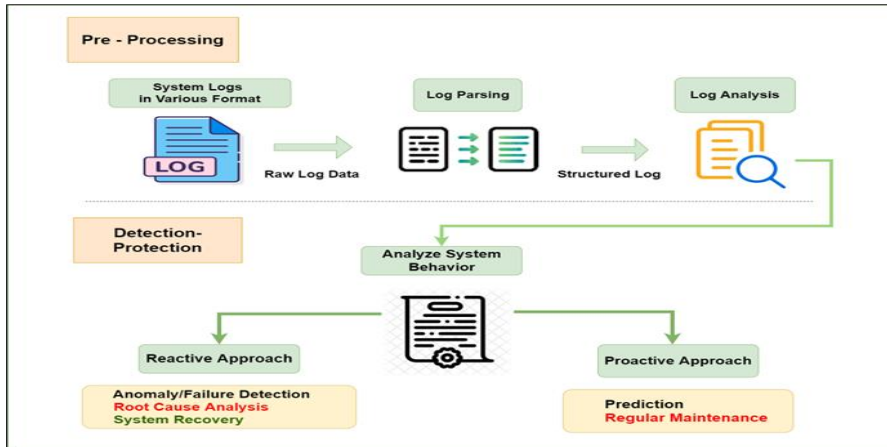 Pre - Processing
System Logs
in Various Format
Log Parsing
Log Analysis
LOG
Raw Log Data
Structured Log
Detection-
Protection
Analyze System
Behavior
Reactive Approach
Proactive Approach
Anomaly/Failure Detection
Root Cause Analysis
System Recovery
Prediction
Regular Maintenance